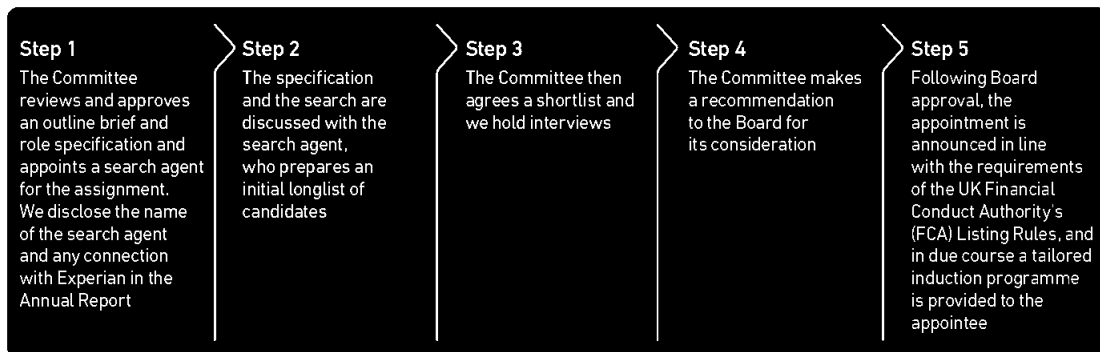 Step 1
The Committee
reviews and approves
an outline brief and
role specification and
appoints a search agent
for the assignment.
We disclose the name
of the search agent
and any connection
with Experian in the
Annual Report
Step 2
The specification
and the search are
discussed with the
search agent,
who prepares an
initial longlist of
candidates
Step 3
The Committee then
agrees a shortlist and
we hold interviews
Step 4
The Committee makes
a recommendation
to the Board for
its consideration
Step 5
Following Board
approval, the
appointment is
announced in line
with the requirements
of the UK Financial
Conduct Authority's
(FCA) Listing Rules, and
in due course a tailored
induction programme
is provided to the
appointee